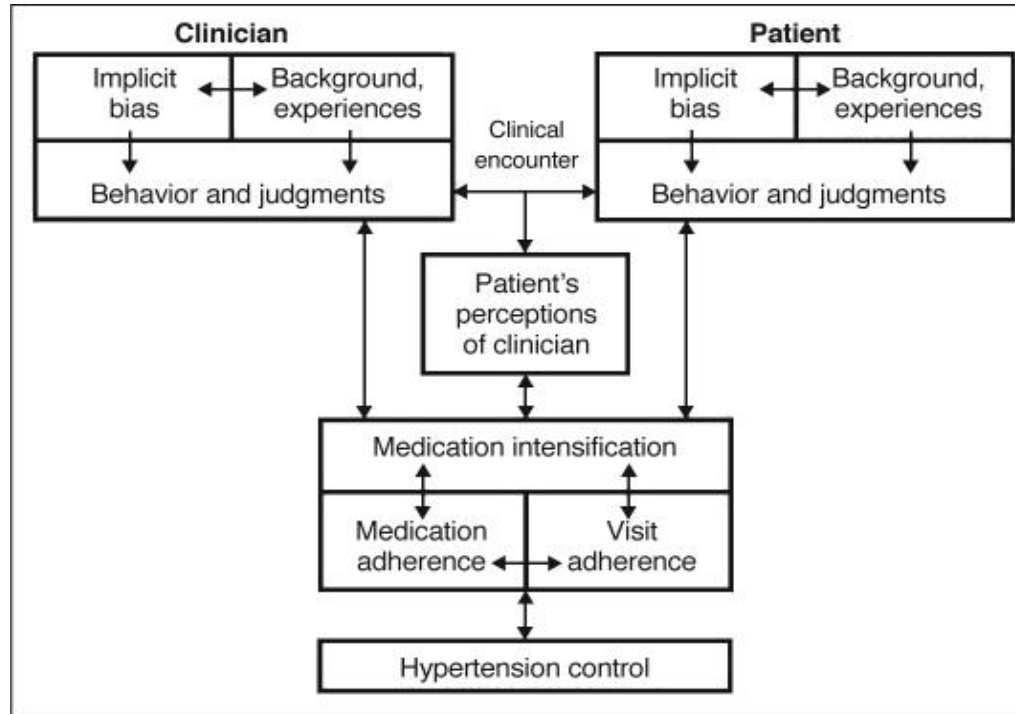 Clinician
Implicit
bias
Background,
experiences
Behavior and judgments
Patient
Implicit
bias
Background,
experiences
Behavior and judgments
Clinical
encounter
Patient’s
perceptions
of clinician
Medication intensification
Medication
adherence
Visit
adherence
Hypertension control